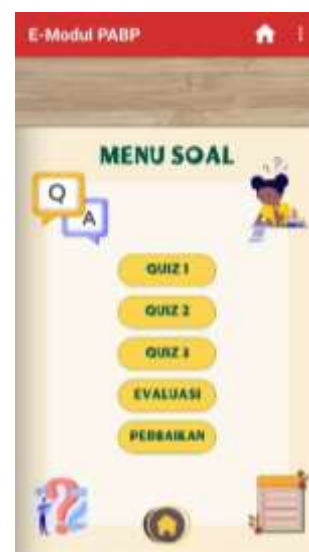 E-Modul PABP
MENU SOAL
Q
A
QUIZ 1
QUIZ 2
QUIZ 3
EVALUASI
PERBAIKAN